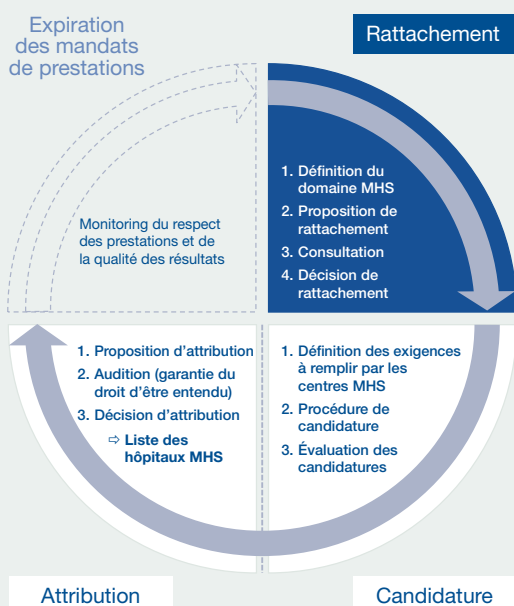 Expiration
des mandats
de prestations
Rattachement
1. Définition du
domaine MHS
2. Proposition de
rattachement
3. Consultation
4. Décision de
rattachement
Monitoring du respect
des prestations et de
la qualité des résultats
1. Proposition d’attribution
2. Audition (garantie du
droit d’être entendu)
3. Décision d’attribution
⇨ Liste des
hôpitaux MHS
1. Définition des exigences
à remplir par les
centres MHS
2. Procédure de
candidature
3. Évaluation des
candidatures
Attribution
Candidature